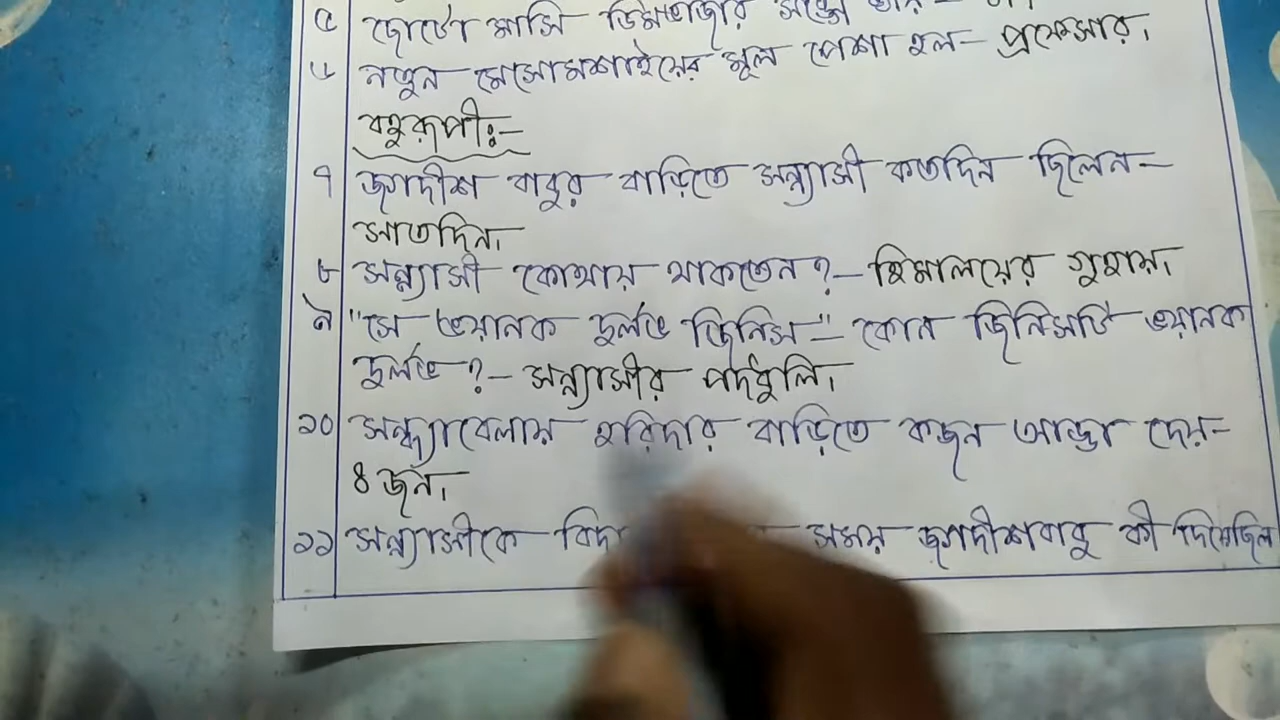 ৫ ছোটো মাসি ডিমভাজার সঙ্গে
৬ নতুন মেসোমশাইয়ের মূল পেশা হল- প্রফেসার।
বহুরূপী:-
৭ জগদীশ বাবুর বাড়িতে সন্ন্যাসী কতদিন ছিলেন-
সাতদিন।
৮ সন্ন্যাসী কোথায় থাকতেন?- হিমালয়ের গুহায়।
৯ "সে ভয়ানক দুর্লভ জিনিস"- কোন জিনিসটি ভয়ানক
দুর্লভ?- সন্ন্যাসীর পদধুলি।
১০ সন্ধ্যাবেলায় হরিদার বাড়িতে কজন আড্ডা দেয়-
৪ জন।
১১ সন্ন্যাসীকে সময় জগদীশবাবু কী দিয়েছিল